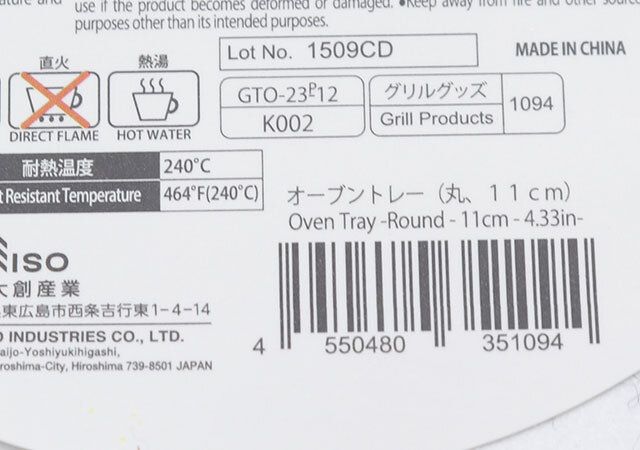 use if the product becomes deformed or damaged. •Keep away from fire and other
purposes other than its intended purposes.
Lot No. 1509CD
MADE IN CHINA
直火
DIRECT FLAME
熱湯
HOT WATER
GTO-23P12
K002
グリルグッズ
Grill Products
1094
耐熱温度
240°C
Resistant Temperature
464°F(240°C)
オーブントレー（丸、11cm）
Oven Tray -Round - 11cm - 4.33in-
ISO
大創産業
東広島市西条吉行東1-4-14
INDUSTRIES CO., LTD.
aijo-Yoshiyukihigashi,
roshima-City, Hiroshima 739-8501 JAPAN
4 550480 351094